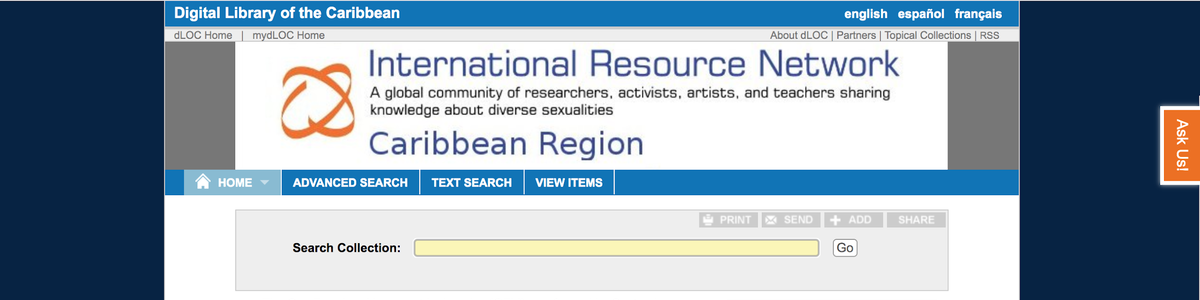 Digital Library of the Caribbean
english español français
dLOC Home | mydLOC Home
About dLOC | Partners | Topical Collections | RSS
International Resource Network
A global community of researchers, activists, artists, and teachers sharing
knowledge about diverse sexualities
Caribbean Region
Ask Us!
HOME ADVANCED SEARCH TEXT SEARCH VIEW ITEMS
PRINT SEND ADD SHARE
Search Collection: Go